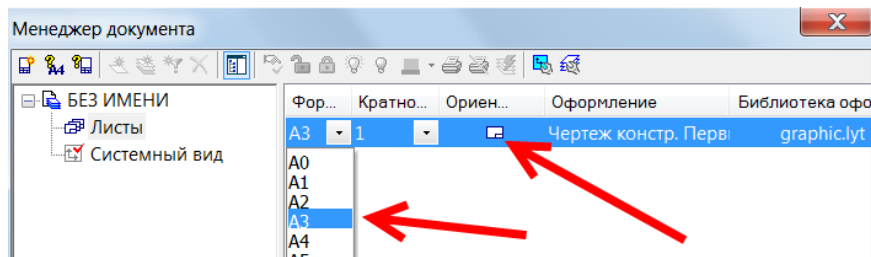 Менеджер документа
A4
БЕЗ ИМЕНИ
Листы
Системный вид
Фор... Кратно... Ориен... Оформление Библиотека офо
A3 1 Чертеж констр. Перв graphic.lyt
A0
A1
A2
A3
A4